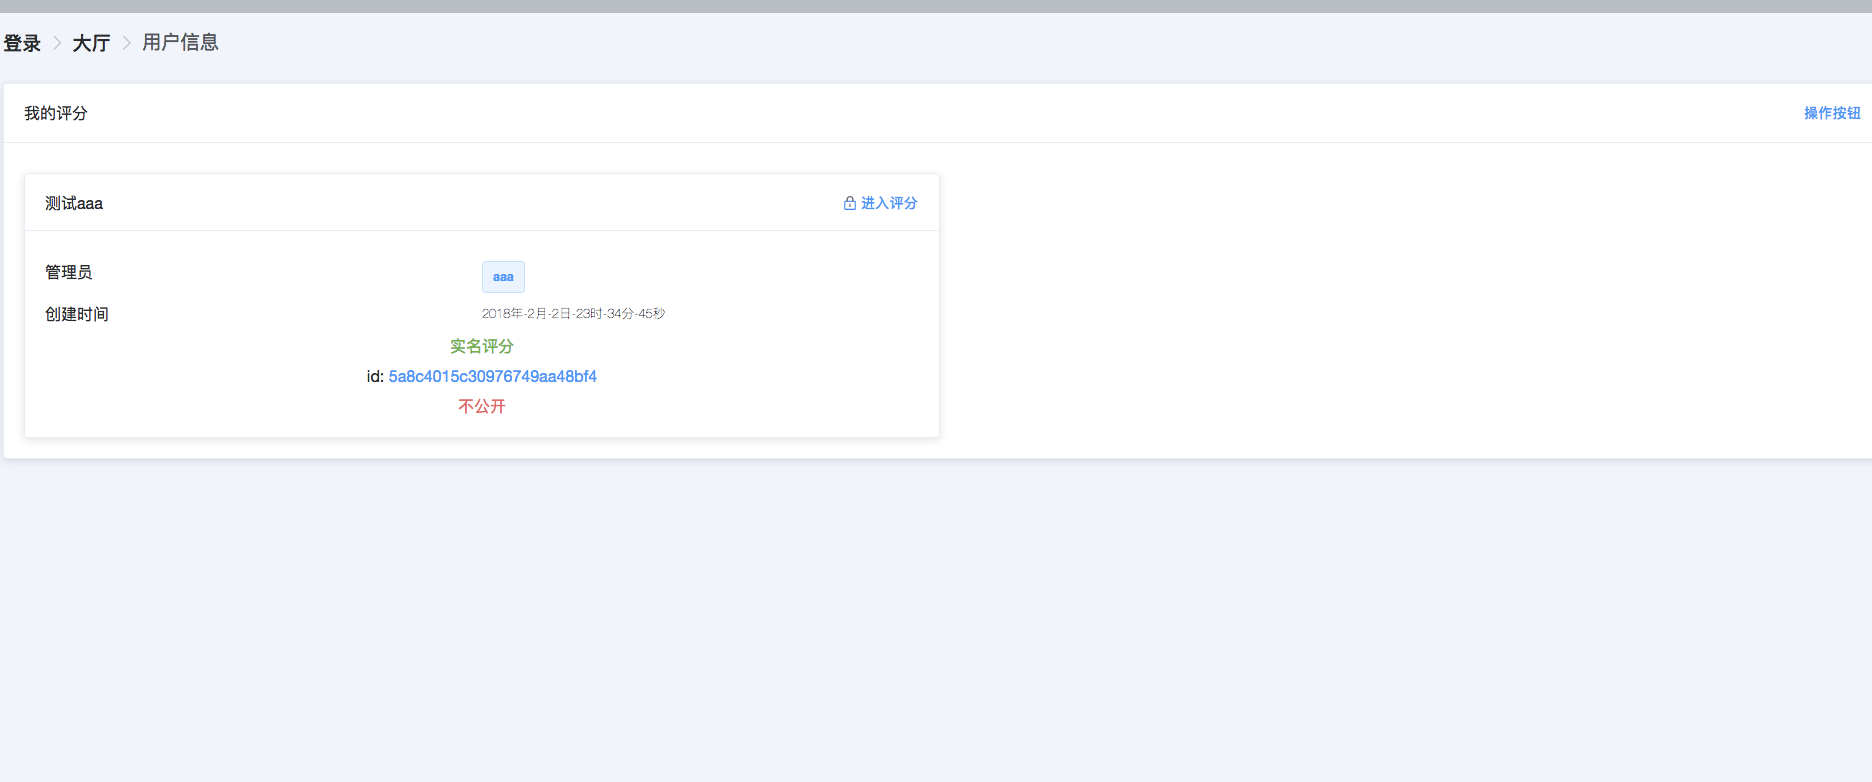 登录 > 大厅 > 用户信息
我的评分 操作按钮
测试aaa 进入评分
管理员 aaa
创建时间 2018年-2月-2日-23时-34分-45秒
实名评分
id: 5a8c4015c30976749aa48bf4
不公开